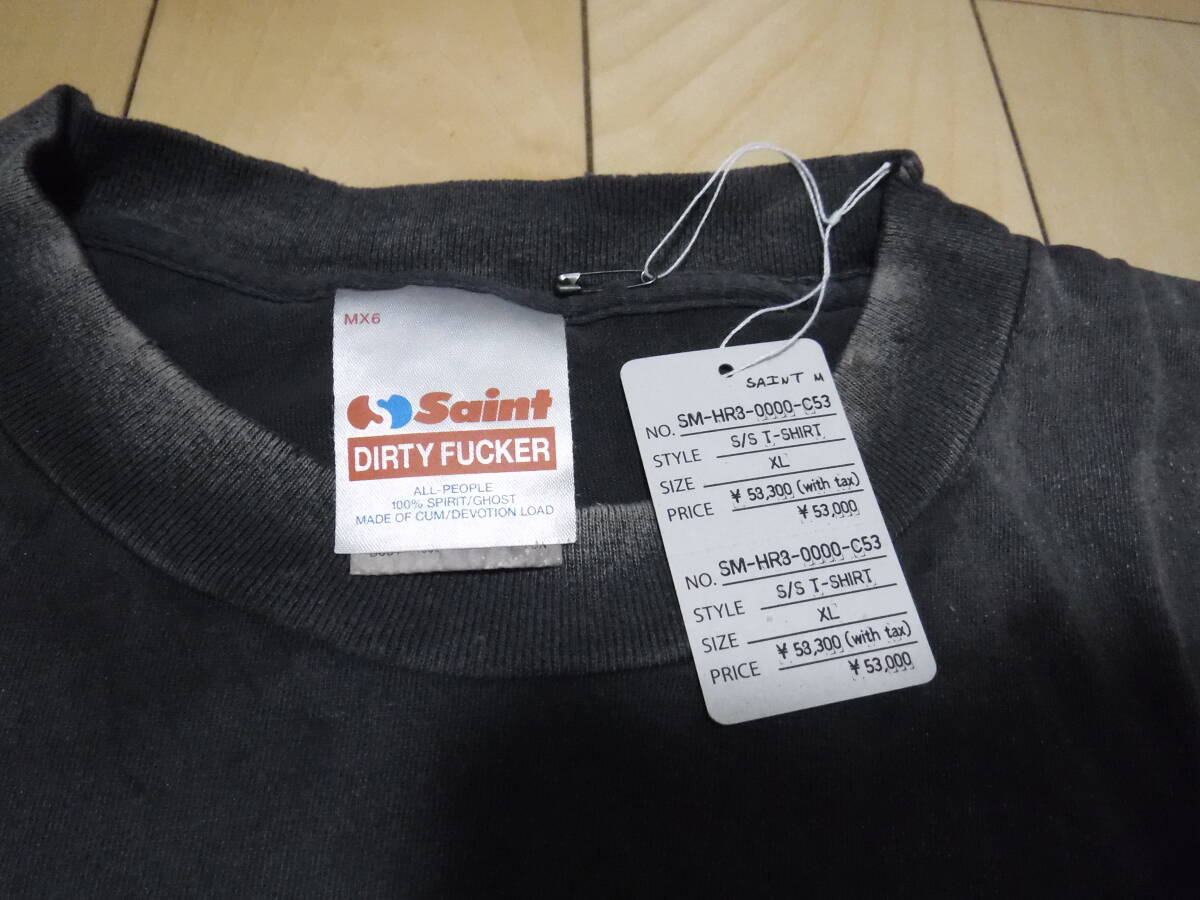 MX6
Saint
DIRTY FUCKER
ALL-PEOPLE
100% SPIRIT/GHOST
MADE OF CUM/DEVOTION LOAD
SAINT M
NO. SM-HR3-0000-C53
STYLE S/S T-SHIRT
SIZE XL
PRICE ¥ 53,300 (with tax)
¥ 53,000
NO. SM-HR3-0000-C53
STYLE S/S T-SHIRT
SIZE XL
PRICE ¥ 53,300 (with tax)
¥ 53,000